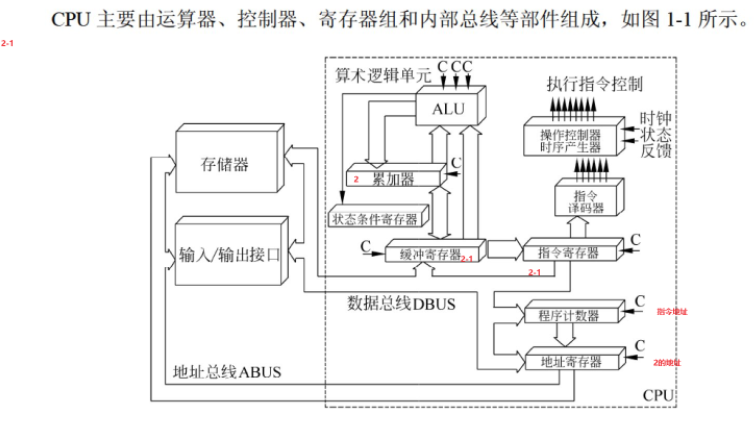 CPU 主要由运算器、控制器、寄存器组和内部总线等部件组成，如图 1-1 所示。
2-1
算术逻辑单元
C C C
执行指令控制
ALU
时钟
状态
反馈
操作控制器
时序产生器
存储器
C
2
累加器
指令
译码器
状态条件寄存器
输入/输出接口
C
缓冲寄存器
2-1
指令寄存器
C
2-1
数据总线DBUS
C
程序计数器
指令地址
C
地址寄存器
2的地址
地址总线ABUS
CPU